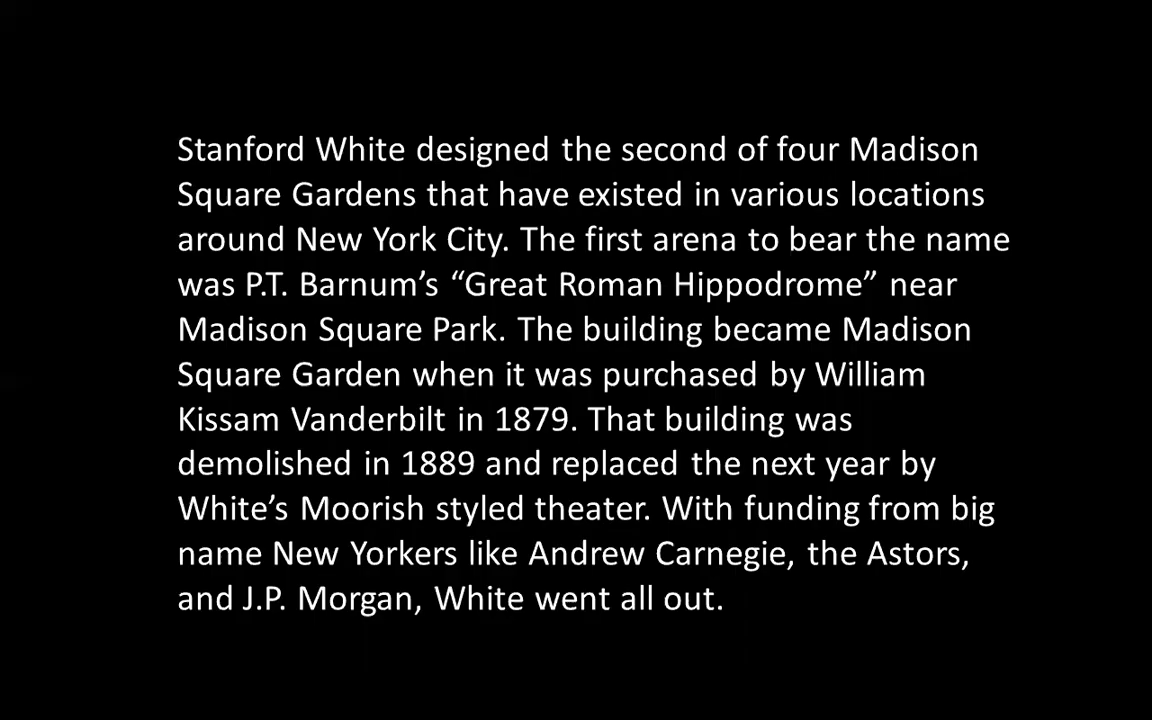 Stanford White designed the second of four Madison
Square Gardens that have existed in various locations
around New York City. The first arena to bear the name
was P.T. Barnum’s “Great Roman Hippodrome” near
Madison Square Park. The building became Madison
Square Garden when it was purchased by William
Kissam Vanderbilt in 1879. That building was
demolished in 1889 and replaced the next year by
White’s Moorish styled theater. With funding from big
name New Yorkers like Andrew Carnegie, the Astors,
and J.P. Morgan, White went all out.